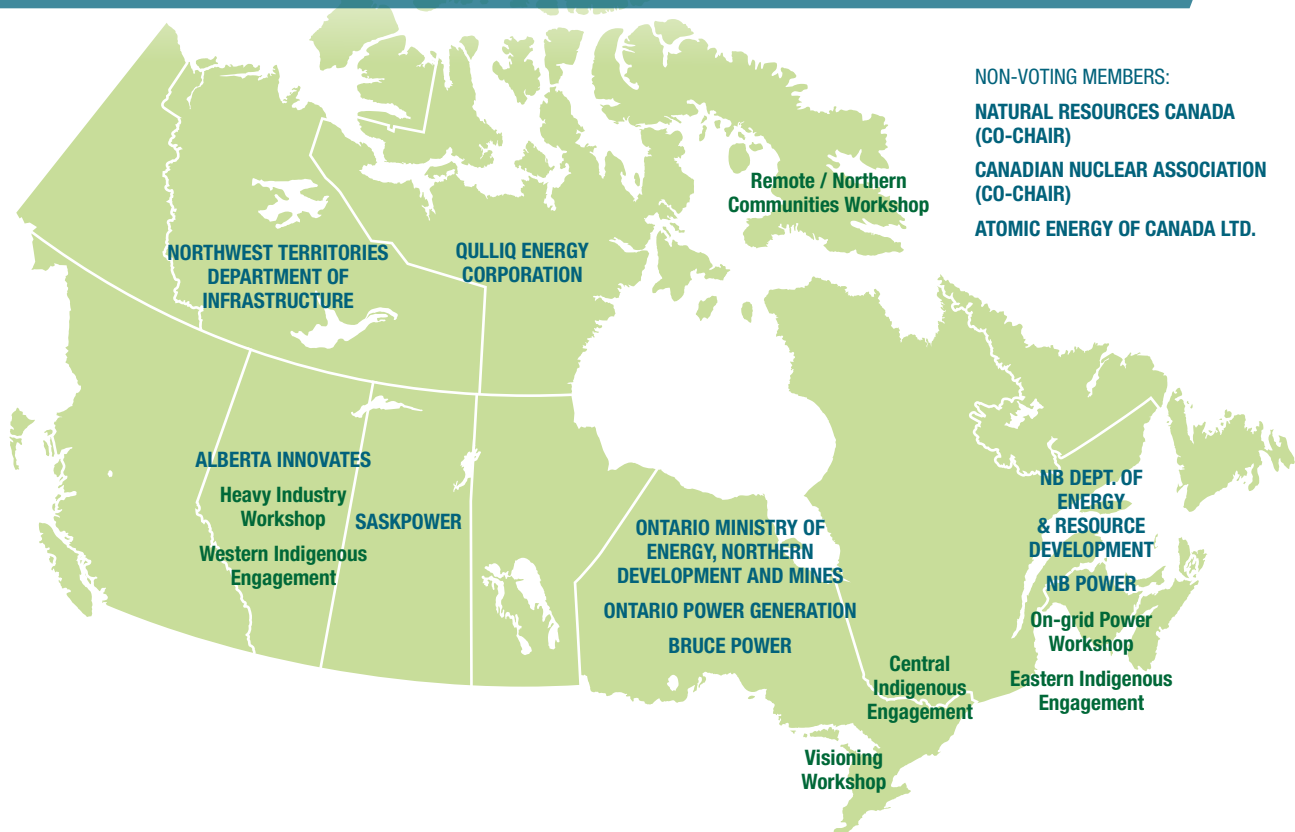 NON-VOTING MEMBERS:
NATURAL RESOURCES CANADA
(CO-CHAIR)
CANADIAN NUCLEAR ASSOCIATION
(CO-CHAIR)
ATOMIC ENERGY OF CANADA LTD.
Remote / Northern
Communities Workshop
NORTHWEST TERRITORIES
DEPARTMENT OF
INFRASTRUCTURE
QULLIQ ENERGY
CORPORATION
ALBERTA INNOVATES
Heavy Industry
Workshop
Western Indigenous
Engagement
SASKPOWER
ONTARIO MINISTRY OF
ENERGY, NORTHERN
DEVELOPMENT AND MINES
ONTARIO POWER GENERATION
BRUCE POWER
NB DEPT. OF
ENERGY
& RESOURCE
DEVELOPMENT
NB POWER
On-grid Power
Workshop
Eastern Indigenous
Engagement
Central
Indigenous
Engagement
Visioning
Workshop